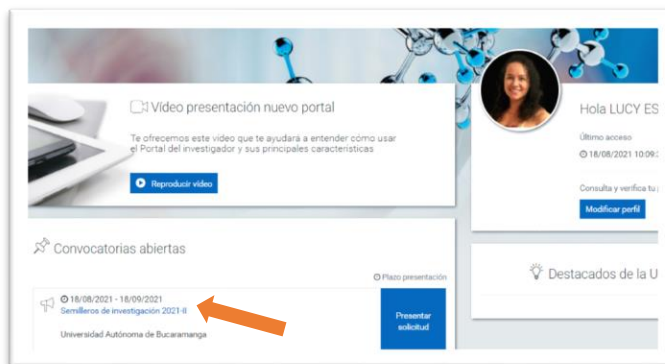 Vídeo presentación nuevo portal
Te ofrecemos este video que te ayudará a entender cómo usar
el Portal del investigador y sus principales características
Reproducir vídeo
Hola LUCY ES
Último acceso
18/08/2021 10:09:
Consulta y verifica tu
Modificar perfil
Convocatorias abiertas
Plazo presentación
18/08/2021 - 18/09/2021
Semilleros de investigación 2021-II
Universidad Autónoma de Bucaramanga
Presentar
solicitud
Destacados de la U